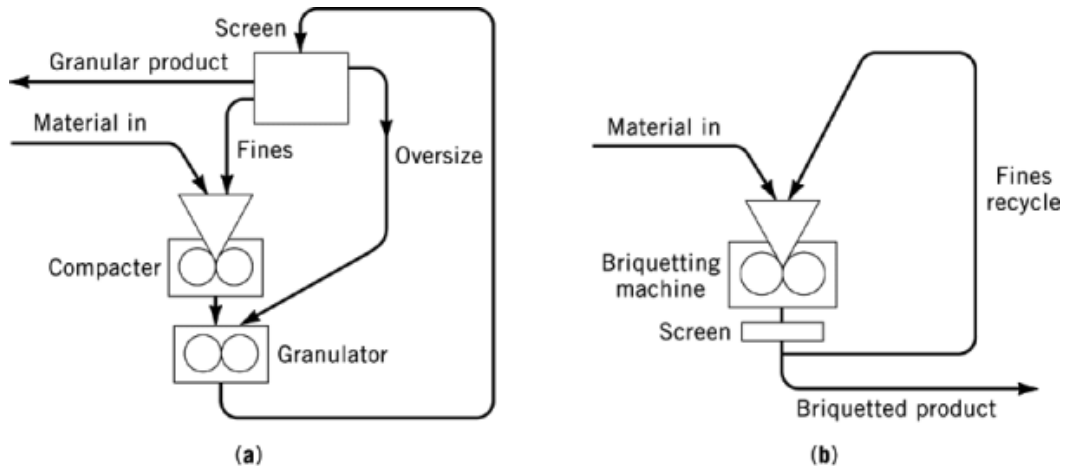 Screen
Granular product
Material in
Fines
Oversize
Compacter
Granulator
(a)
Material in
Fines
recycle
Briquetting
machine
Screen
Briquetted product
(b)